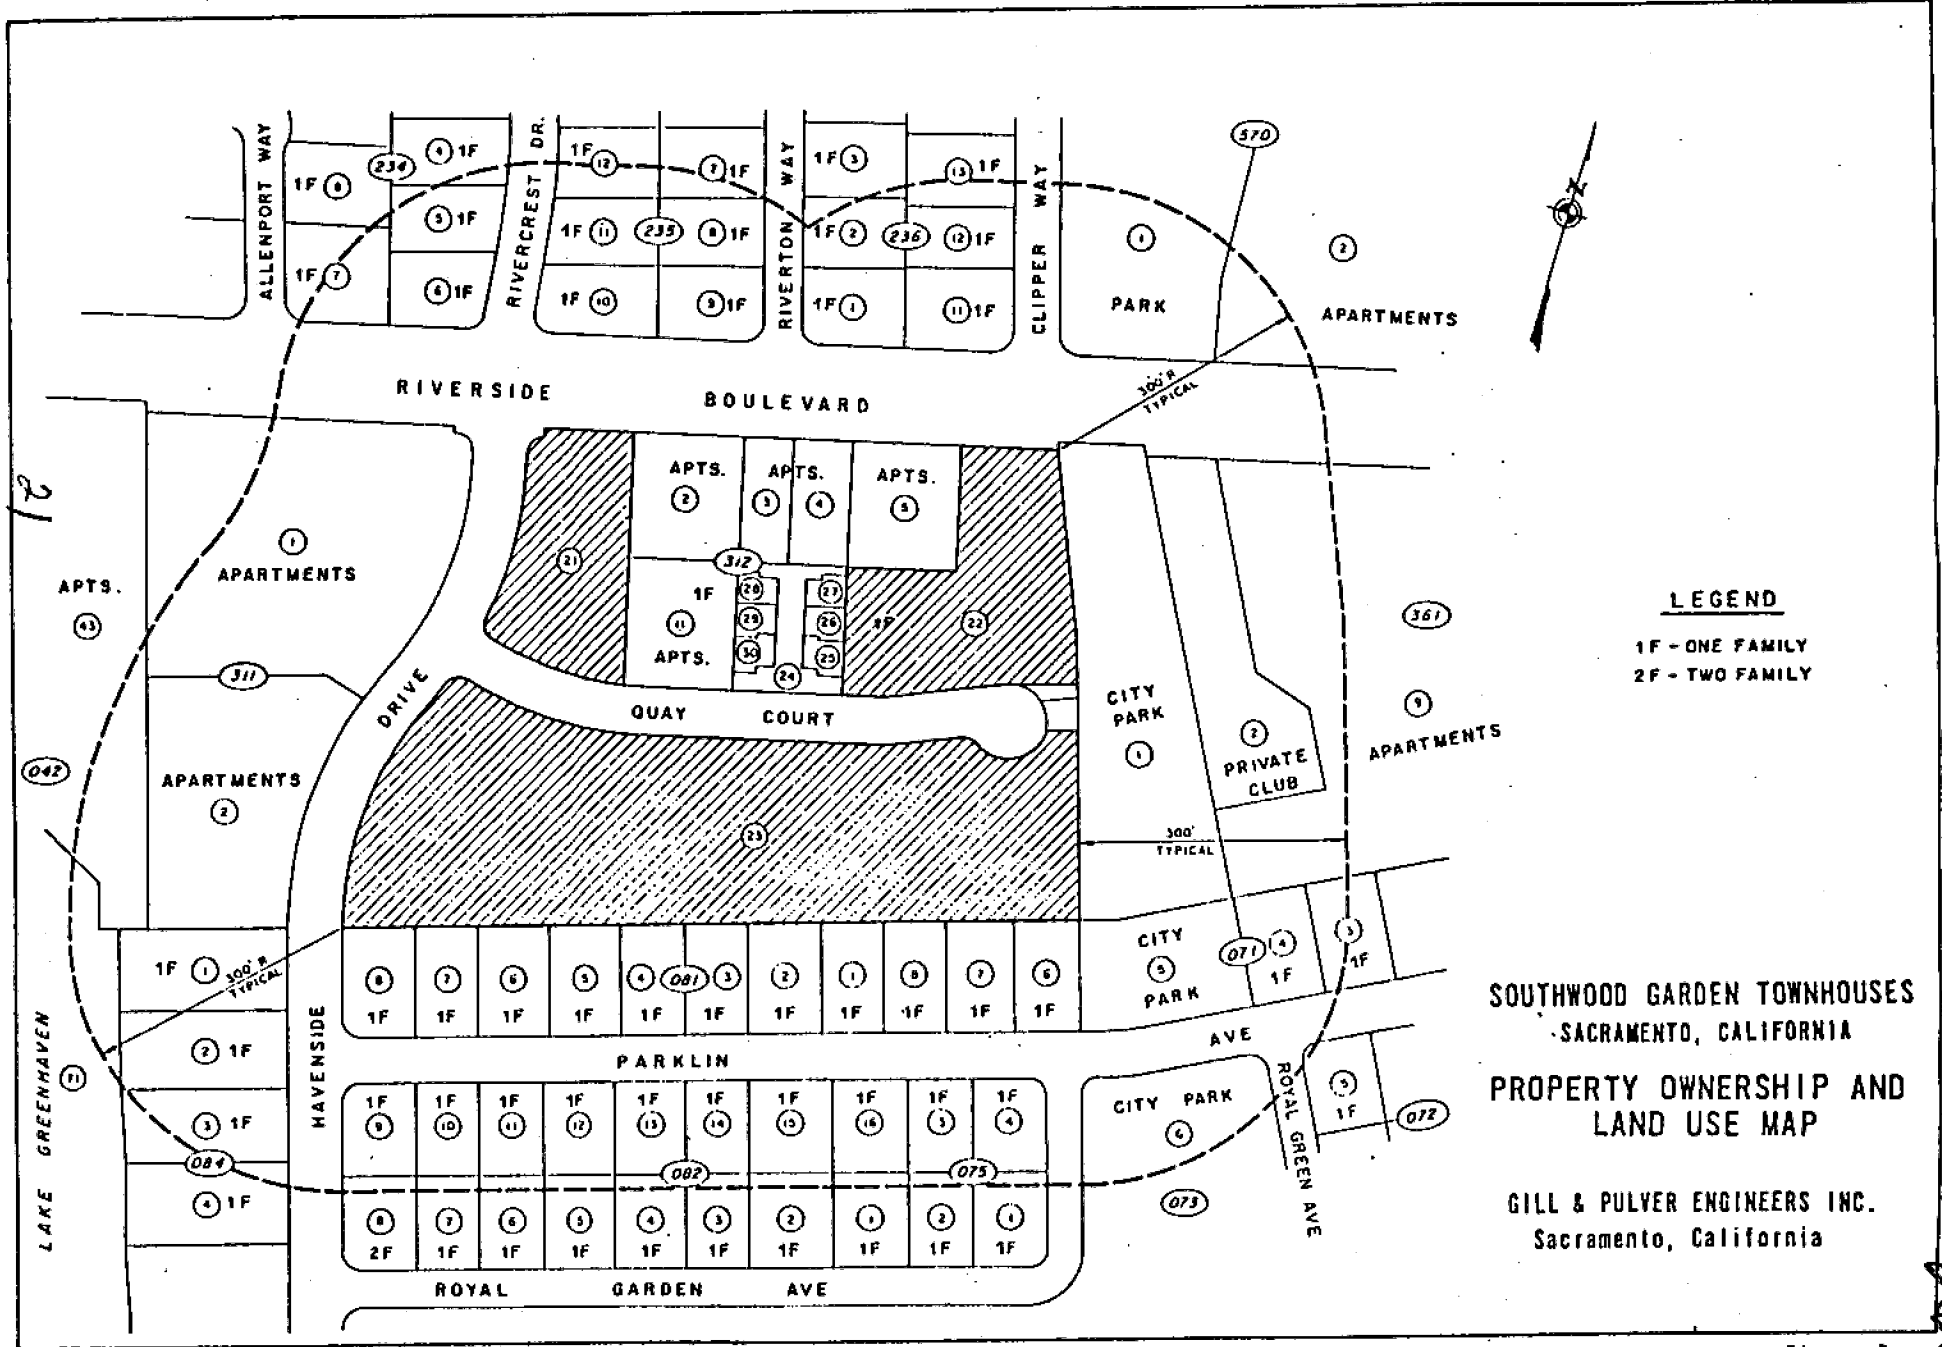 ALLENPORT WAY
1F 8
234
4 1F
5 1F
1F 7
6 1F
RIVERCREST DR.
1F 12
7 1F
1F 11
235
8 1F
1F 10
9 1F
RIVERTON WAY
1F 3
13 1F
1F 2
236
12 1F
1F 1
11 1F
CLIPPER WAY
1
PARK
570
2
APARTMENTS
N
300' R
TYPICAL
RIVERSIDE BOULEVARD
21
APTS.
43
1
APARTMENTS
311
APARTMENTS
2
042
21
APTS.
2
APTS.
3 4
APTS.
5
312
1F
11
APTS.
28
29
30
27
26
25
24
1F
22
DRIVE
QUAY COURT
23
CITY
PARK
1
2
PRIVATE
CLUB
361
9
APARTMENTS
300'
TYPICAL
LEGEND
1F - ONE FAMILY
2F - TWO FAMILY
1F 1
300' R
TYPICAL
2 1F
3 1F
084
4 1F
LAKE GREENHAVEN
71
HAVENSIDE
8 7 6 5 4 081 3 2 1 8 7 6
1F 1F 1F 1F 1F 1F 1F 1F 1F 1F 1F
CITY
5
PARK
071
4
1F
3
1F
PARKLIN AVE
1F 1F 1F 1F 1F 1F 1F 1F 1F 1F
9 10 11 12 13 14 15 16 3 4
082
075
8 7 6 5 4 3 2 1 2 1
2F 1F 1F 1F 1F 1F 1F 1F 1F 1F
ROYAL GARDEN AVE
CITY PARK
6
073
ROYAL GREEN AVE
5
1F
072
SOUTHWOOD GARDEN TOWNHOUSES
SACRAMENTO, CALIFORNIA
PROPERTY OWNERSHIP AND
LAND USE MAP
GILL & PULVER ENGINEERS INC.
Sacramento, California